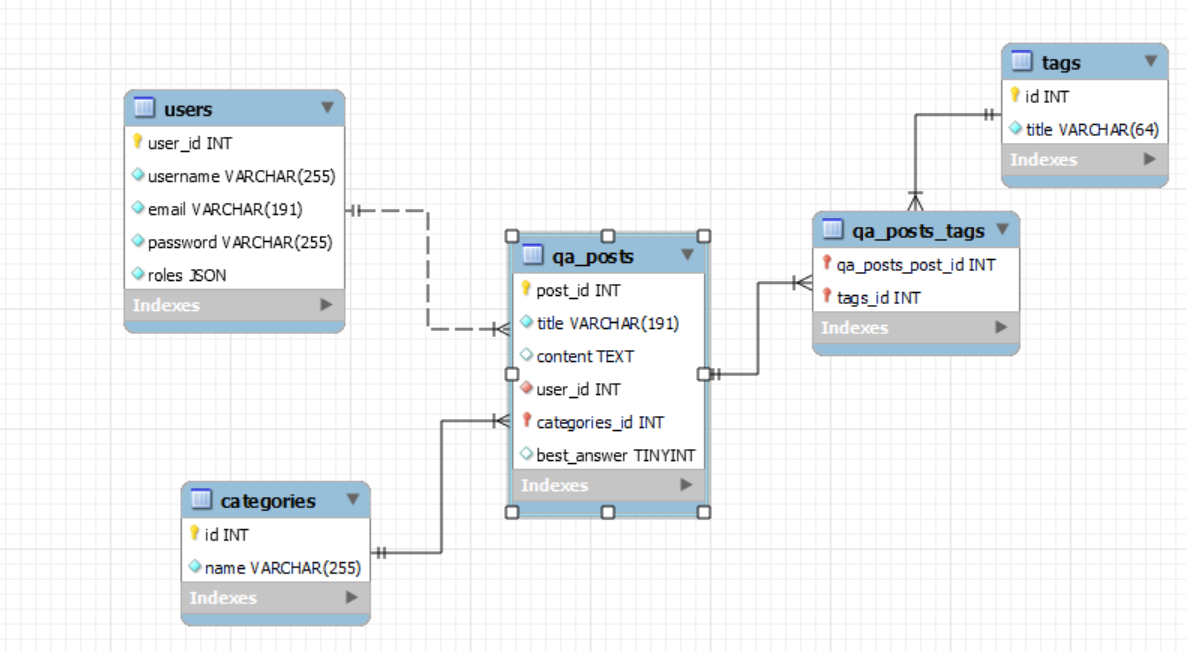 users
user_id INT
username VARCHAR(255)
email VARCHAR(191)
password VARCHAR(255)
roles JSON
Indexes
categories
id INT
name VARCHAR(255)
Indexes
qa_posts
post_id INT
title VARCHAR(191)
content TEXT
user_id INT
categories_id INT
best_answer TINYINT
Indexes
tags
id INT
title VARCHAR(64)
Indexes
qa_posts_tags
qa_posts_post_id INT
tags_id INT
Indexes